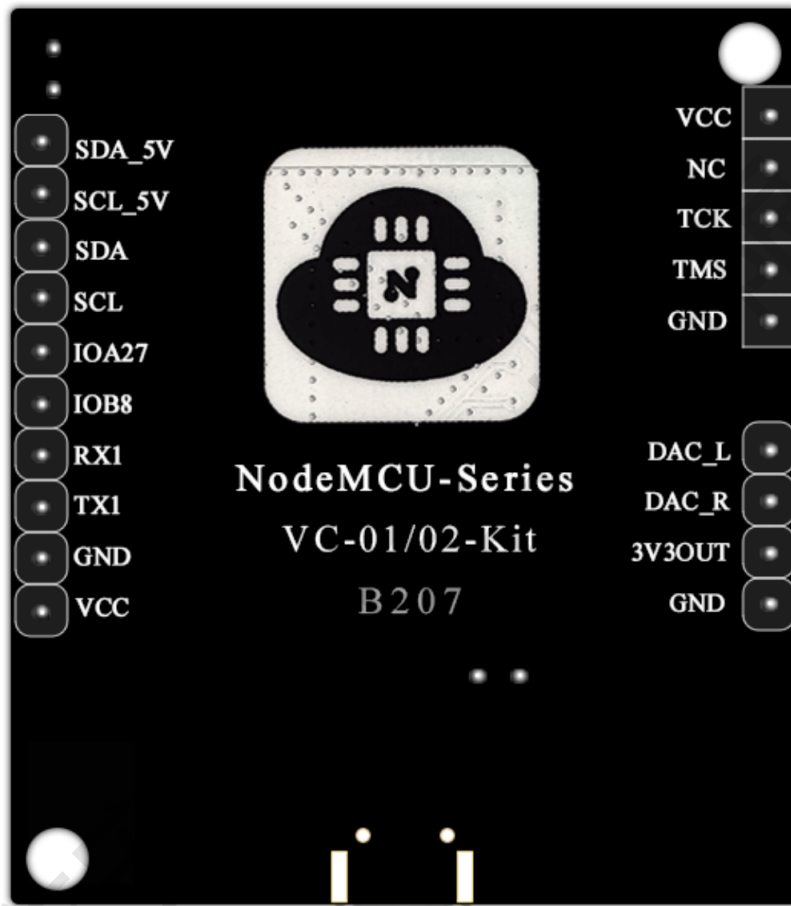 SDA_5V
SCL_5V
SDA
SCL
IOA27
IOB8
RX1
TX1
GND
VCC
N
NodeMCU-Series
VC-01/02-Kit
B207
VCC
NC
TCK
TMS
GND
DAC_L
DAC_R
3V3OUT
GND